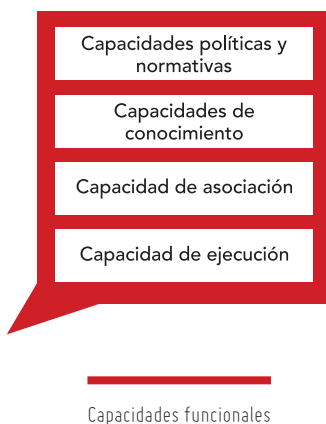 Capacidades políticas y
normativas
Capacidades de
conocimiento
Capacidad de asociación
Capacidad de ejecución
Capacidades funcionales